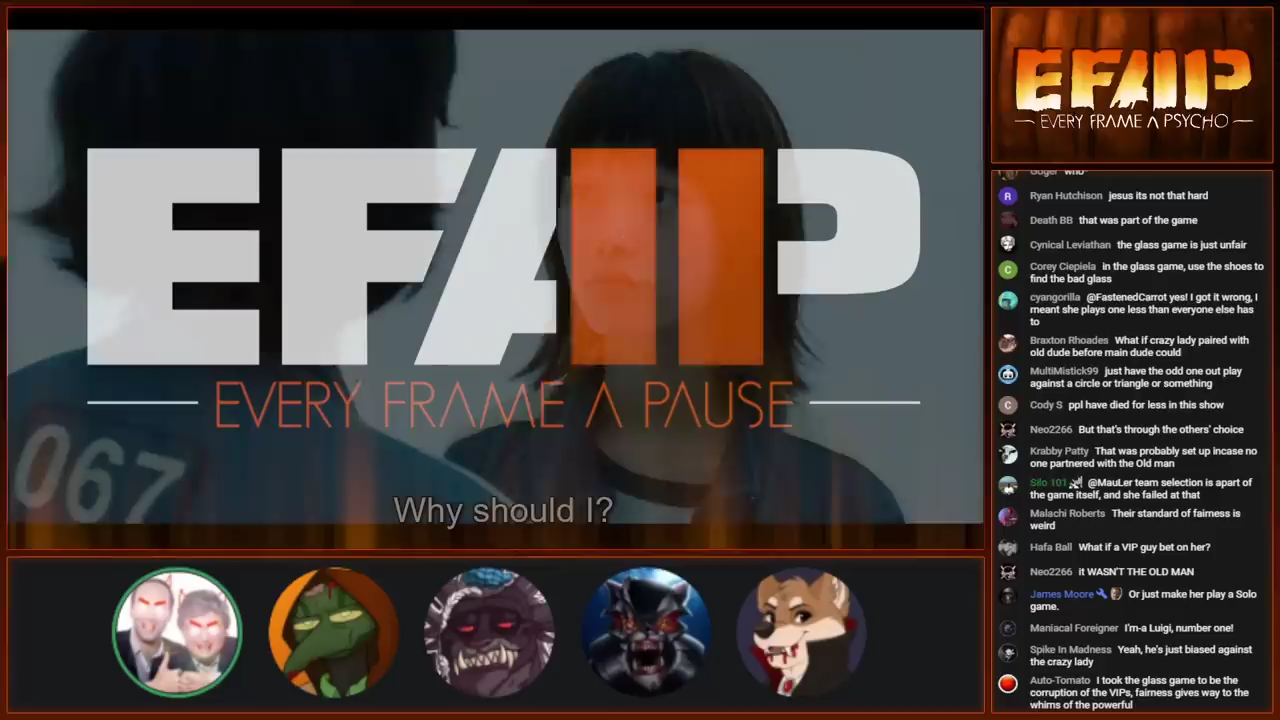 EFAP
EVERY FRAME A PAUSE
067
Why should I?
EFAP
EVERY FRAME A PSYCHO
Goger who*
R
Ryan Hutchison jesus its not that hard
Death BB that was part of the game
Cynical Leviathan the glass game is just unfair
C
Corey Ciepiela in the glass game, use the shoes to
find the bad glass
cyangorilla @FastenedCarrot yes! I got it wrong, I
meant she plays one less than everyone else has
to
Braxton Rhoades What if crazy lady paired with
old dude before main dude could
MultiMistick99 just have the odd one out play
against a circle or triangle or something
C
Cody S ppl have died for less in this show
Neo2266 But that's through the others' choice
Krabby Patty That was probably set up incase no
one partnered with the Old man
Silo 101 @MauLer team selection is apart of
the game itself, and she failed at that
Malachi Roberts Their standard of fairness is
weird
Hafa Ball What if a VIP guy bet on her?
Neo2266 it WASN'T THE OLD MAN
James Moore Or just make her play a Solo
game.
Maniacal Foreigner I'm-a Luigi, number one!
Spike In Madness Yeah, he's just biased against
the crazy lady
Auto-Tomato I took the glass game to be the
corruption of the VIPs, fairness gives way to the
whims of the powerful